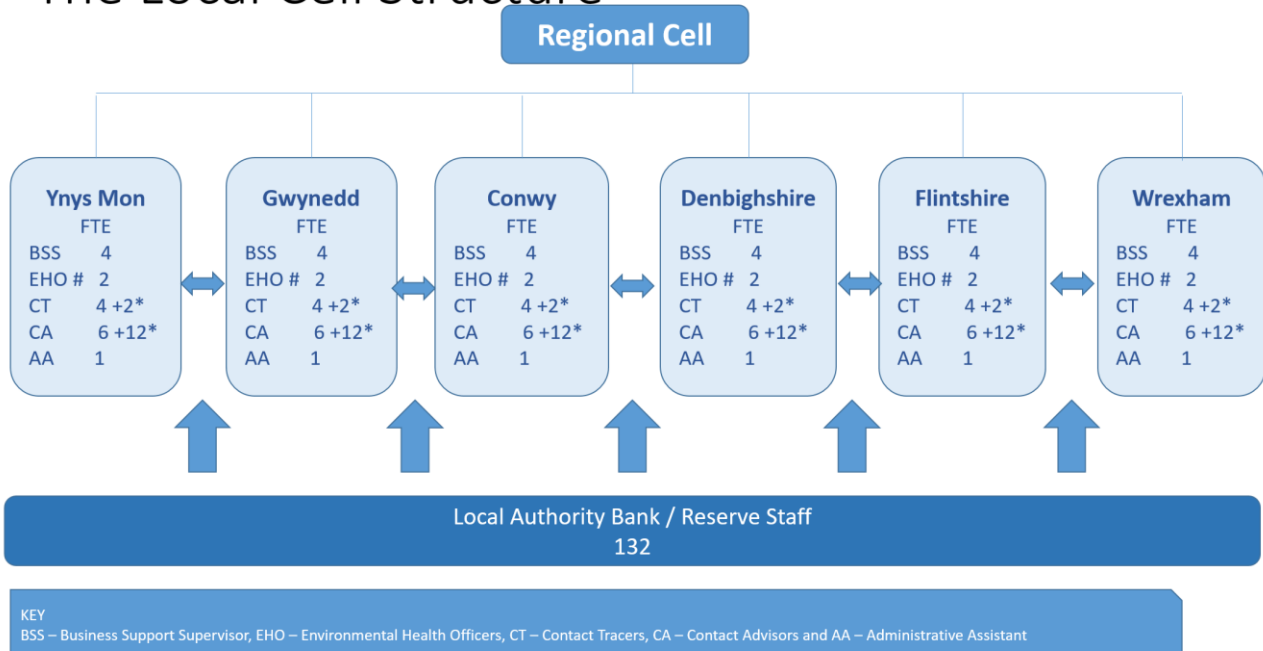 The Local Cell Structure
Regional Cell
Ynys Mon
FTE
BSS 4
EHO # 2
CT 4 +2*
CA 6 +12*
AA 1
Gwynedd
FTE
BSS 4
EHO # 2
CT 4 +2*
CA 6 +12*
AA 1
Conwy
FTE
BSS 4
EHO # 2
CT 4 +2*
CA 6 +12*
AA 1
Denbighshire
FTE
BSS 4
EHO # 2
CT 4 +2*
CA 6 +12*
AA 1
Flintshire
FTE
BSS 4
EHO # 2
CT 4 +2*
CA 6 +12*
AA 1
Wrexham
FTE
BSS 4
EHO # 2
CT 4 +2*
CA 6 +12*
AA 1
Local Authority Bank / Reserve Staff
132
KEY
BSS – Business Support Supervisor, EHO – Environmental Health Officers, CT – Contact Tracers, CA – Contact Advisors and AA – Administrative Assistant